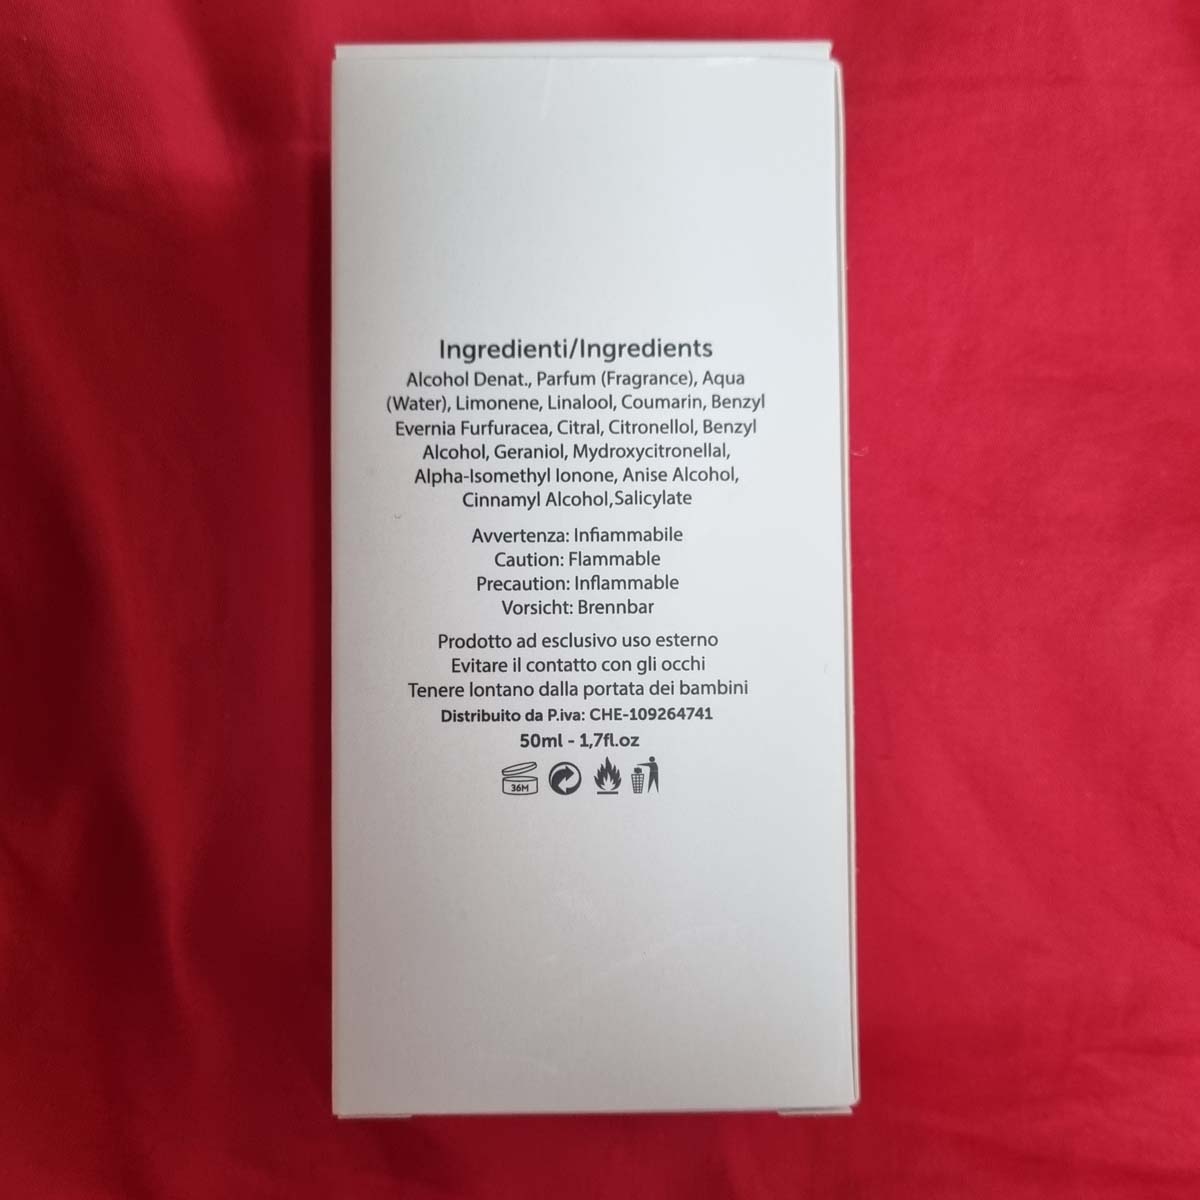 Ingredienti/Ingredients
Alcohol Denat., Parfum (Fragrance), Aqua
(Water), Limonene, Linalool, Coumarin, Benzyl
Evernia Furfuracea, Citral, Citronellol, Benzyl
Alcohol, Geraniol, Mydroxycitronellal,
Alpha-Isomethyl Ionone, Anise Alcohol,
Cinnamyl Alcohol,Salicylate
Avvertenza: Infiammabile
Caution: Flammable
Precaution: Inflammable
Vorsicht: Brennbar
Prodotto ad esclusivo uso esterno
Evitare il contatto con gli occhi
Tenere lontano dalla portata dei bambini
Distribuito da P.iva: CHE-109264741
50ml - 1,7fl.oz
36M